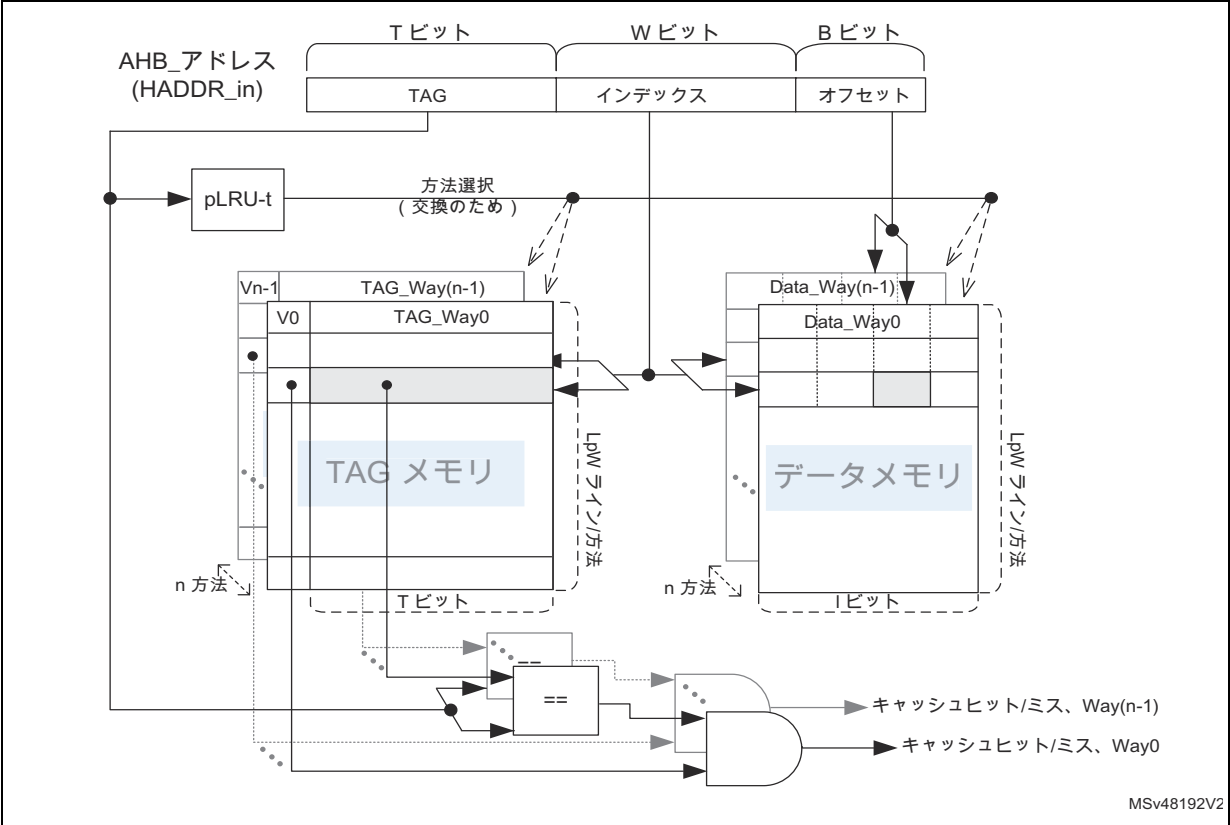 T ビット
W ビット
B ビット
AHB_アドレス
(HADDR_in)
TAG
インデックス
オフセット
pLRU-t
方法選択
( 交換のため )
Vn-1
TAG_Way(n-1)
V0
TAG_Way0
Data_Way(n-1)
Data_Way0
TAG メモリ
LpW ライン/方法
データメモリ
LpW ライン/方法
n 方法
T ビット
n 方法
l ビット
==
==
キャッシュヒット/ミス、Way(n-1)
キャッシュヒット/ミス、Way0
MSv48192V2